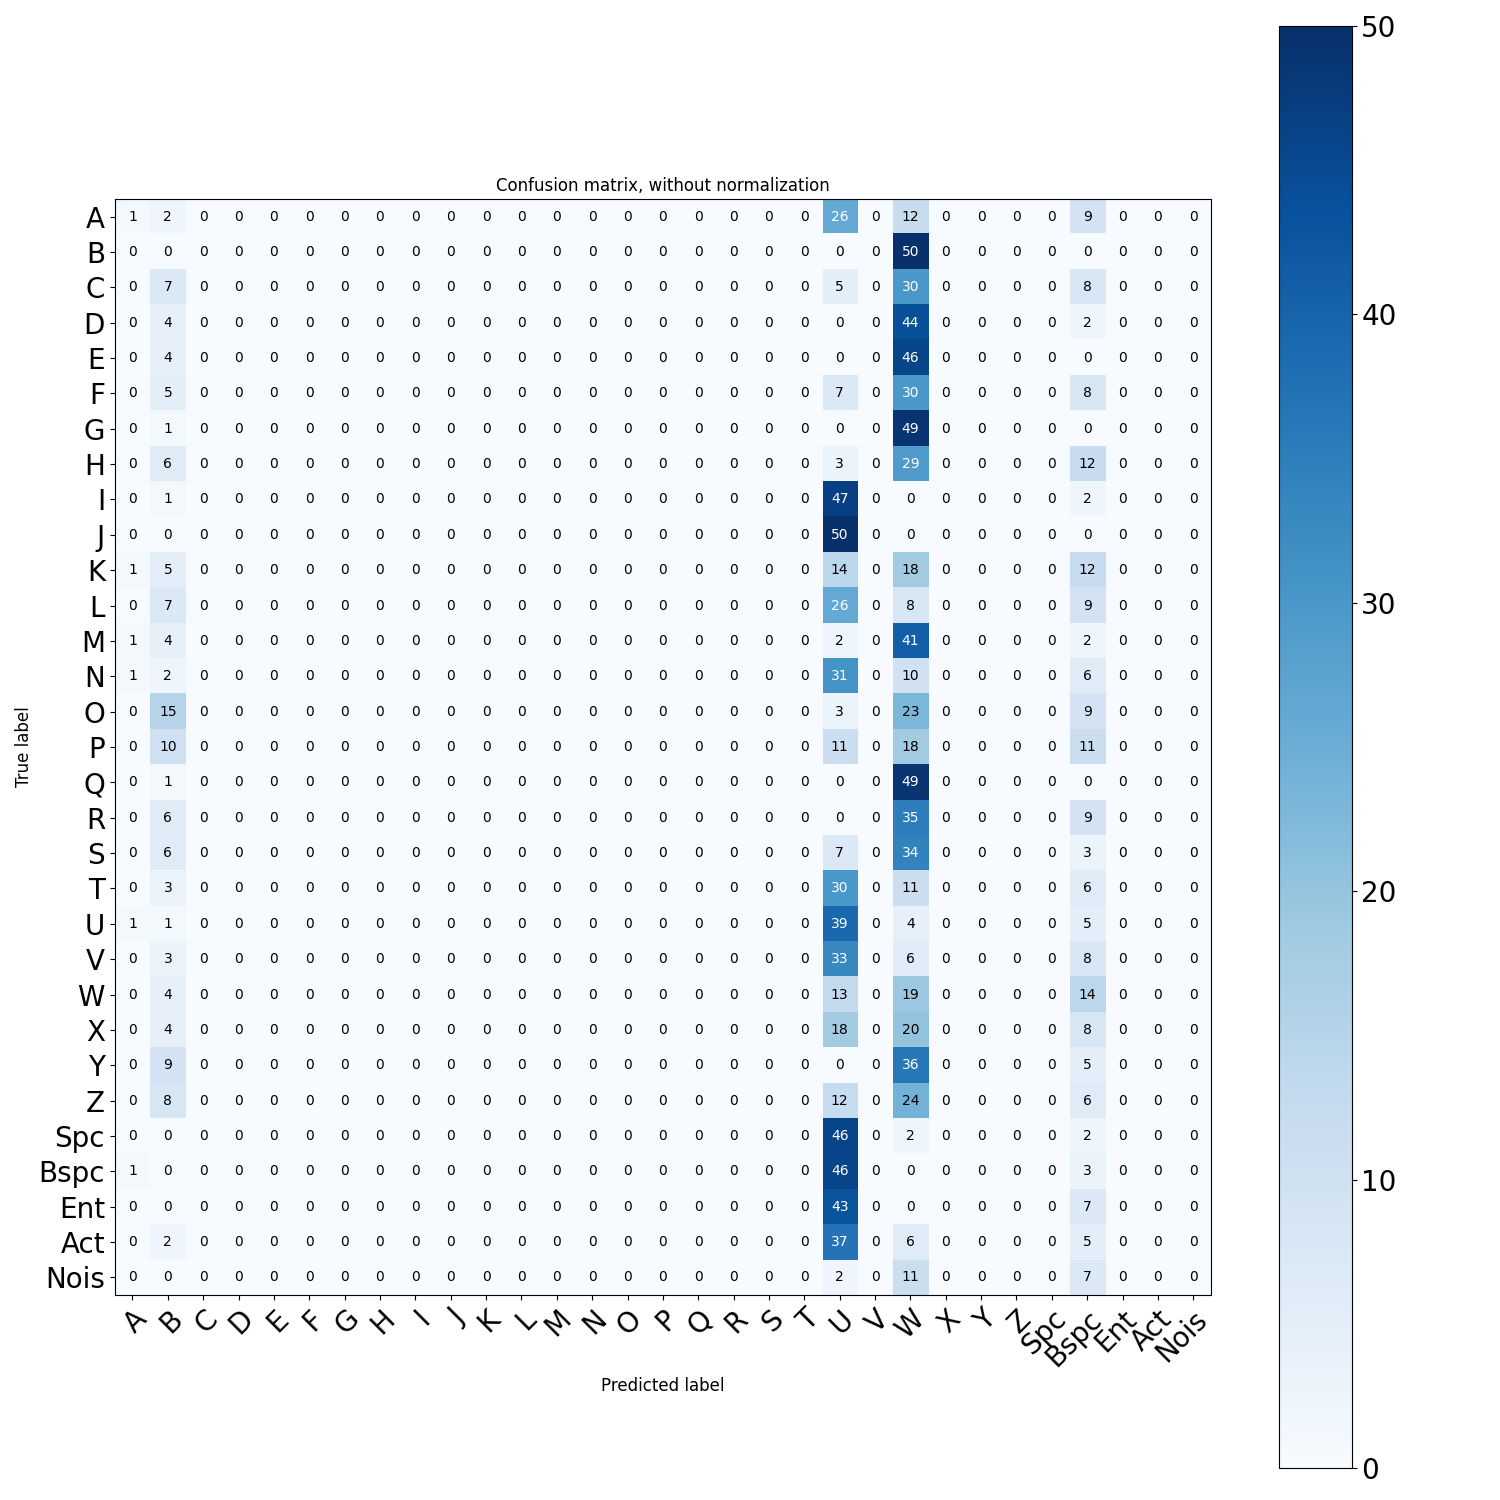 Confusion matrix, without normalization
A 1 2 0 0 0 0 0 0 0 0 0 0 0 0 0 0 0 0 0 0 26 0 12 0 0 0 0 9 0 0 0
B 0 0 0 0 0 0 0 0 0 0 0 0 0 0 0 0 0 0 0 0 0 0 50 0 0 0 0 0 0 0 0
C 0 7 0 0 0 0 0 0 0 0 0 0 0 0 0 0 0 0 0 0 5 0 30 0 0 0 0 8 0 0 0
D 0 4 0 0 0 0 0 0 0 0 0 0 0 0 0 0 0 0 0 0 0 0 44 0 0 0 0 2 0 0 0
E 0 4 0 0 0 0 0 0 0 0 0 0 0 0 0 0 0 0 0 0 0 0 46 0 0 0 0 0 0 0 0
F 0 5 0 0 0 0 0 0 0 0 0 0 0 0 0 0 0 0 0 0 7 0 30 0 0 0 0 8 0 0 0
G 0 1 0 0 0 0 0 0 0 0 0 0 0 0 0 0 0 0 0 0 0 0 49 0 0 0 0 0 0 0 0
H 0 6 0 0 0 0 0 0 0 0 0 0 0 0 0 0 0 0 0 0 3 0 29 0 0 0 0 12 0 0 0
I 0 1 0 0 0 0 0 0 0 0 0 0 0 0 0 0 0 0 0 0 47 0 0 0 0 0 0 2 0 0 0
J 0 0 0 0 0 0 0 0 0 0 0 0 0 0 0 0 0 0 0 0 50 0 0 0 0 0 0 0 0 0 0
K 1 5 0 0 0 0 0 0 0 0 0 0 0 0 0 0 0 0 0 0 14 0 18 0 0 0 0 12 0 0 0
L 0 7 0 0 0 0 0 0 0 0 0 0 0 0 0 0 0 0 0 0 26 0 8 0 0 0 0 9 0 0 0
M 1 4 0 0 0 0 0 0 0 0 0 0 0 0 0 0 0 0 0 0 2 0 41 0 0 0 0 2 0 0 0
N 1 2 0 0 0 0 0 0 0 0 0 0 0 0 0 0 0 0 0 0 31 0 10 0 0 0 0 6 0 0 0
O 0 15 0 0 0 0 0 0 0 0 0 0 0 0 0 0 0 0 0 0 3 0 23 0 0 0 0 9 0 0 0
P 0 10 0 0 0 0 0 0 0 0 0 0 0 0 0 0 0 0 0 0 11 0 18 0 0 0 0 11 0 0 0
Q 0 1 0 0 0 0 0 0 0 0 0 0 0 0 0 0 0 0 0 0 0 0 49 0 0 0 0 0 0 0 0
R 0 6 0 0 0 0 0 0 0 0 0 0 0 0 0 0 0 0 0 0 0 0 35 0 0 0 0 9 0 0 0
S 0 6 0 0 0 0 0 0 0 0 0 0 0 0 0 0 0 0 0 0 7 0 34 0 0 0 0 3 0 0 0
T 0 3 0 0 0 0 0 0 0 0 0 0 0 0 0 0 0 0 0 0 30 0 11 0 0 0 0 6 0 0 0
U 1 1 0 0 0 0 0 0 0 0 0 0 0 0 0 0 0 0 0 0 39 0 4 0 0 0 0 5 0 0 0
V 0 3 0 0 0 0 0 0 0 0 0 0 0 0 0 0 0 0 0 0 33 0 6 0 0 0 0 8 0 0 0
W 0 4 0 0 0 0 0 0 0 0 0 0 0 0 0 0 0 0 0 0 13 0 19 0 0 0 0 14 0 0 0
X 0 4 0 0 0 0 0 0 0 0 0 0 0 0 0 0 0 0 0 0 18 0 20 0 0 0 0 8 0 0 0
Y 0 9 0 0 0 0 0 0 0 0 0 0 0 0 0 0 0 0 0 0 0 0 36 0 0 0 0 5 0 0 0
Z 0 8 0 0 0 0 0 0 0 0 0 0 0 0 0 0 0 0 0 0 12 0 24 0 0 0 0 6 0 0 0
Spc 0 0 0 0 0 0 0 0 0 0 0 0 0 0 0 0 0 0 0 0 46 0 2 0 0 0 0 2 0 0 0
Bspc 1 0 0 0 0 0 0 0 0 0 0 0 0 0 0 0 0 0 0 0 46 0 0 0 0 0 0 3 0 0 0
Ent 0 0 0 0 0 0 0 0 0 0 0 0 0 0 0 0 0 0 0 0 43 0 0 0 0 0 0 7 0 0 0
Act 0 2 0 0 0 0 0 0 0 0 0 0 0 0 0 0 0 0 0 0 37 0 6 0 0 0 0 5 0 0 0
Nois 0 0 0 0 0 0 0 0 0 0 0 0 0 0 0 0 0 0 0 0 2 0 11 0 0 0 0 7 0 0 0
A B C D E F G H I J K L M N O P Q R S T U V W X Y Z Spc Bspc Ent Act Nois
Predicted label
True label
50
40
30
20
10
0